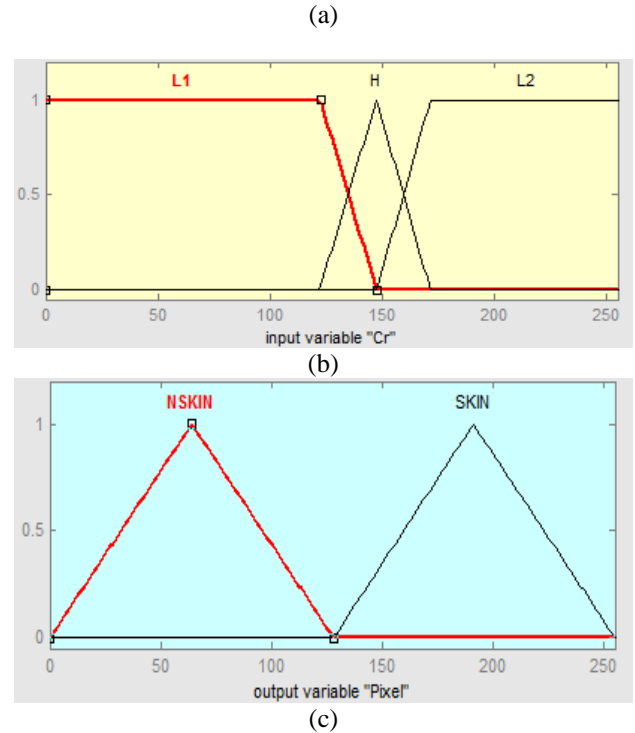 (a)
L1 H L2
1
0.5
0
0 50 100 150 200 250
input variable "Cr"
(b)
NSKIN SKIN
1
0.5
0
0 50 100 150 200 250
output variable "Pixel"
(c)